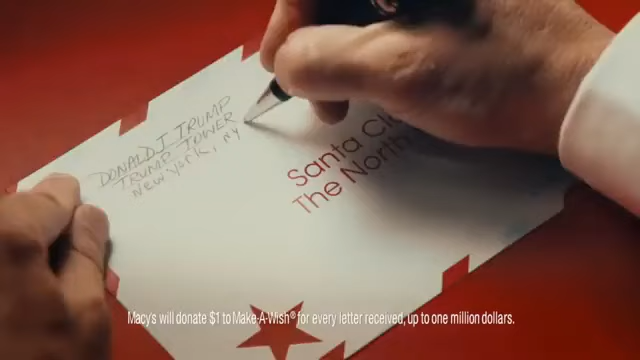 DONALD J TRUMP
TRUMP TOWER
NEW YORK, NY
Santa Cl
The North
Macy's will donate $1 to Make-A-Wish® for every letter received, up to one million dollars.